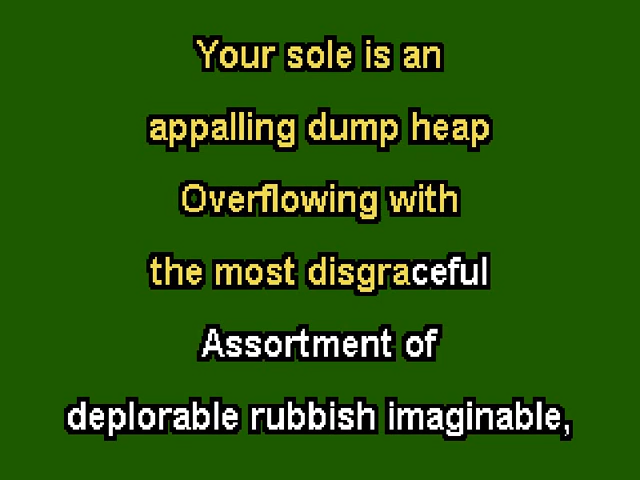 Your sole is an
appalling dump heap
Overflowing with
the most disgraceful
Assortment of
deplorable rubbish imaginable,